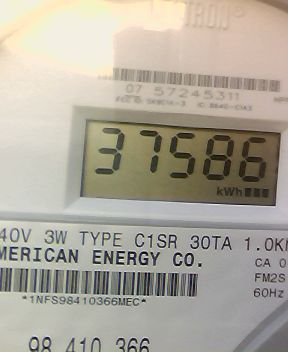 TRON®
07 57245311
37586
kWh
40V 3W TYPE C1SR 30TA 1.0K
MERICAN ENERGY CO.
CA 0
FM2S
60Hz
*1NFS98410366MEC*
98 410 366